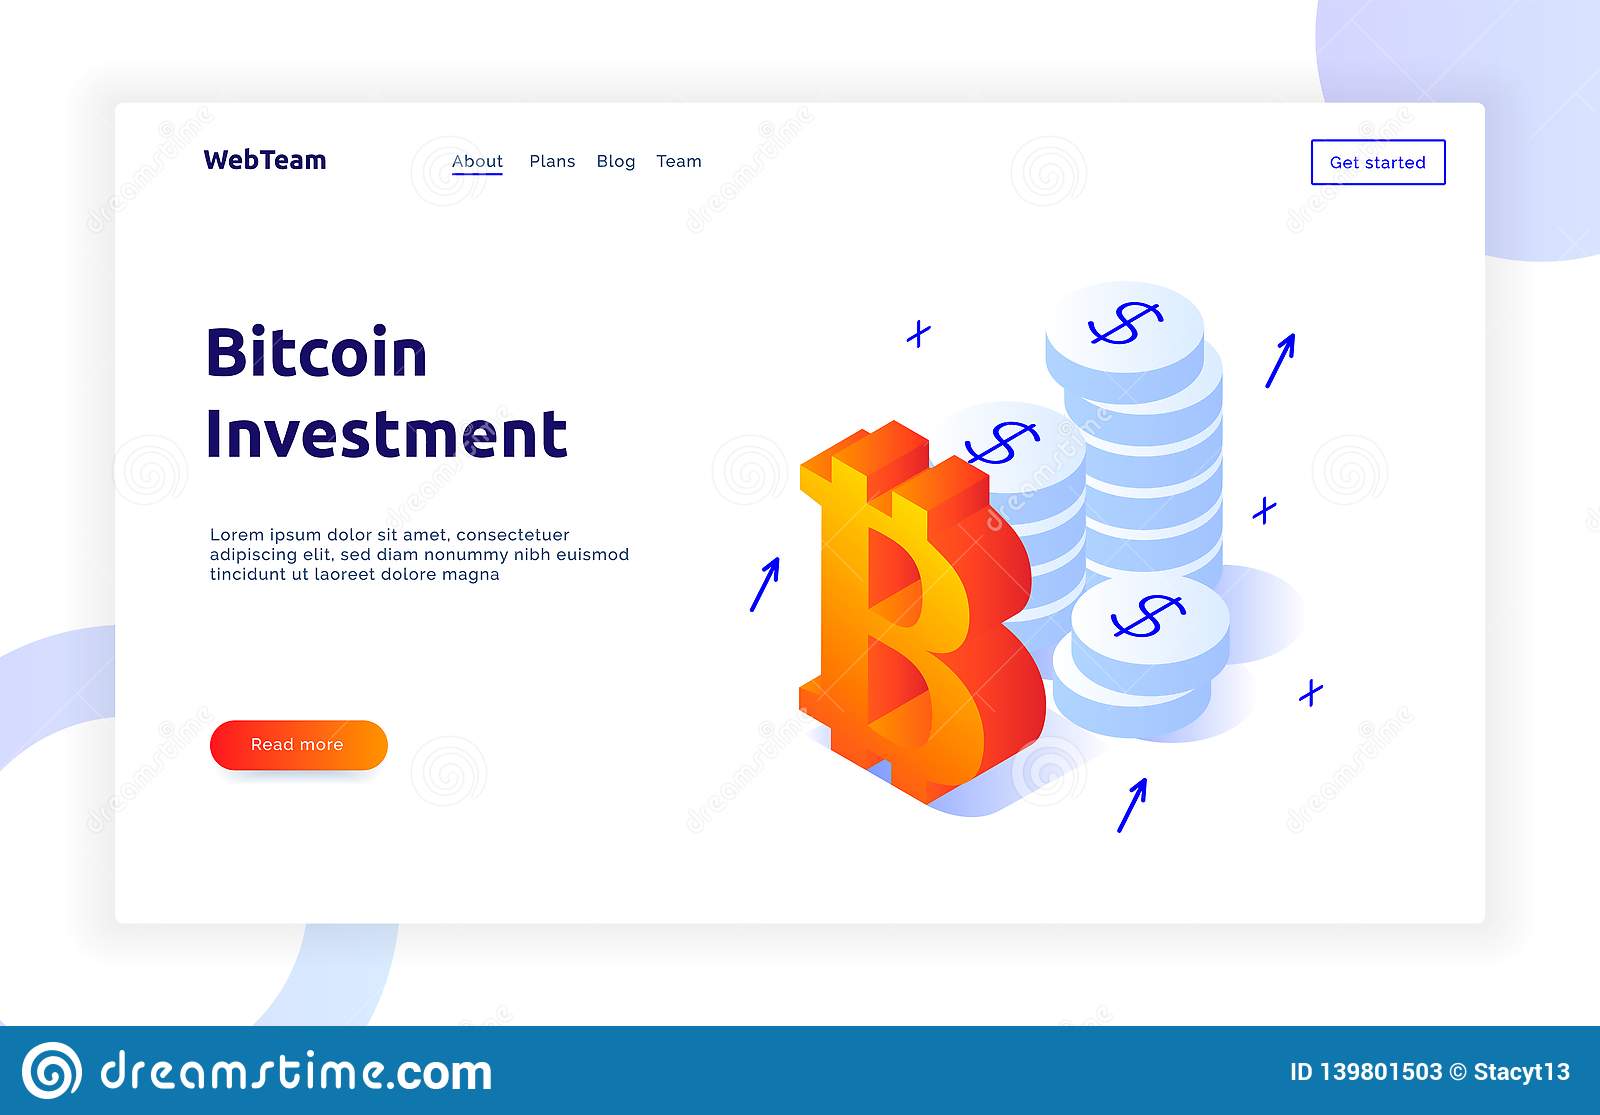 WebTeam
About Plans Blog Team
Get started
Bitcoin
Investment
Lorem ipsum dolor sit amet, consectetuer
adipiscing elit, sed diam nonummy nibh euismod
tincidunt ut laoreet dolore magna
Read more
dreamstime.com
ID 139801503 © Stacyt13